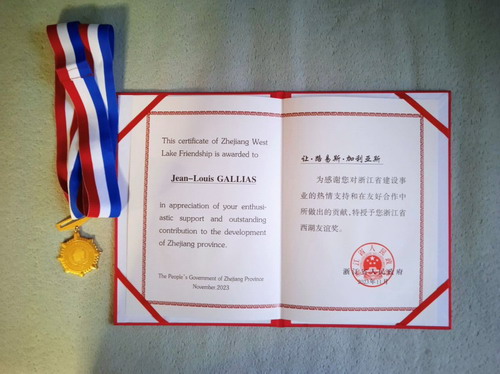 This certificate of Zhejiang West
Lake Friendship is awarded to
Jean–Louis GALLIAS
in appreciation of your enthusi-
astic support and outstanding
contribution to the development
of Zhejiang province.
The People's Government of Zhejiang Province
November 2023
让·路易斯·加利亚斯
为感谢您对浙江省建设事
业的热情支持和在友好合作中
所做出的贡献,特授于您浙江省
西湖友谊奖。
浙江省人民政府